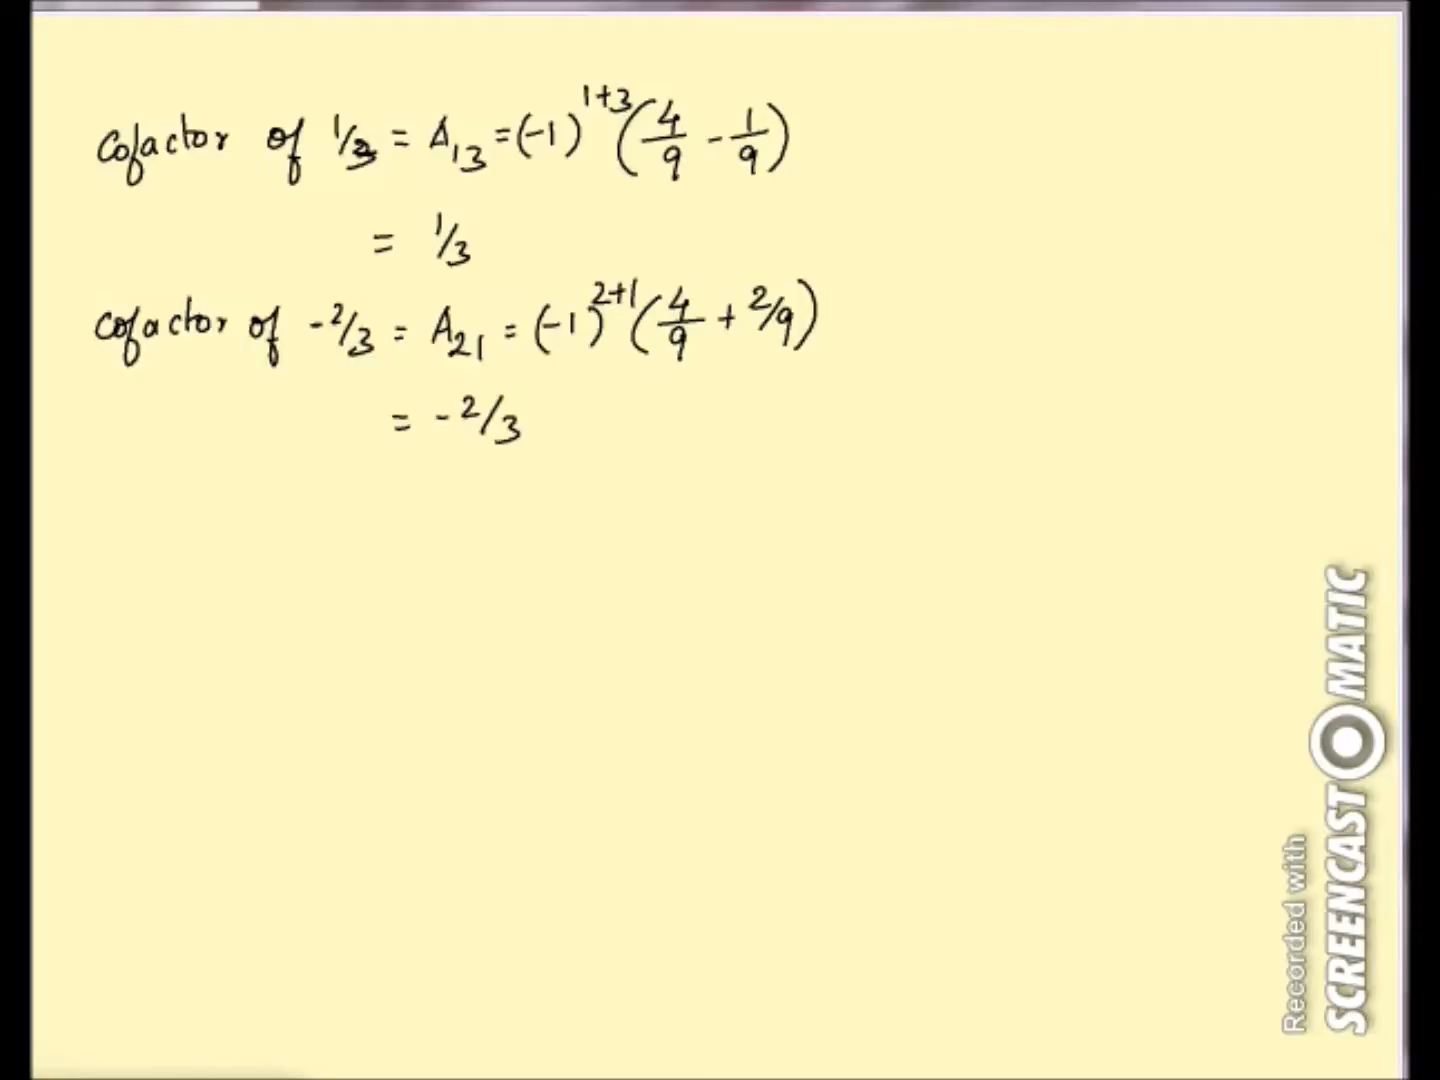 Cofactor of 1/3 = A₁₃ = (-1)¹⁺³ (4/9 - 1/9)
= 1/3
Cofactor of -2/3 = A₂₁ = (-1)²⁺¹ (4/9 + 2/9)
= -2/3
Recorded with
SCREENCAST MATIC